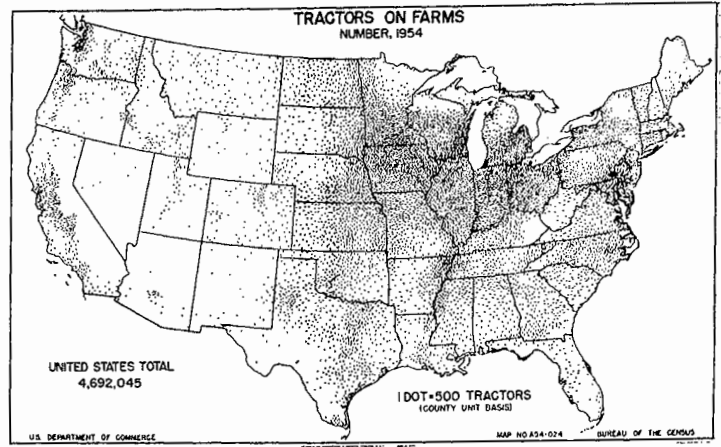 TRACTORS ON FARMS
NUMBER, 1954
UNITED STATES TOTAL
4,692,045
1 DOT=500 TRACTORS
(COUNTY UNIT BASIS)
U.S. DEPARTMENT OF COMMERCE
MAP NO A54-024
BUREAU OF THE CENSUS